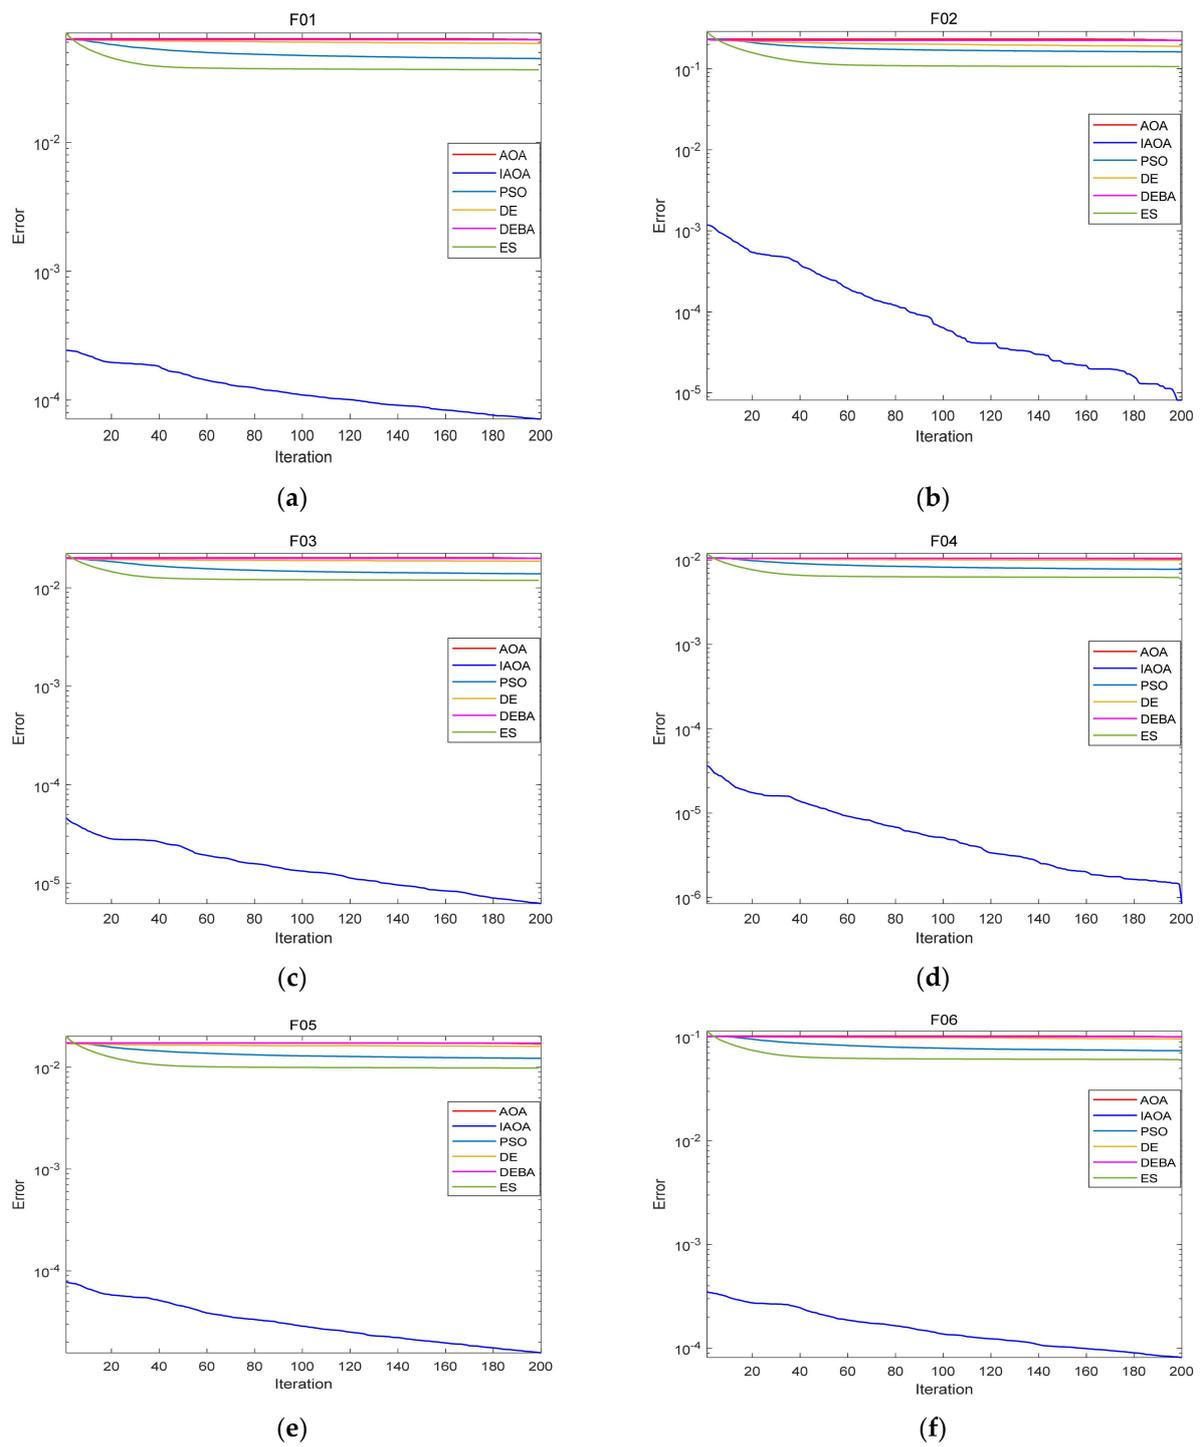 F01
10-2
10-3
10-4
Error
AOA
IAOA
PSO
DE
DEBA
ES
20 40 60 80 100 120 140 160 180 200
Iteration
(a)
F02
10-1
10-2
10-3
10-4
10-5
Error
AOA
IAOA
PSO
DE
DEBA
ES
20 40 60 80 100 120 140 160 180 200
Iteration
(b)
F03
10-2
10-3
10-4
10-5
Error
AOA
IAOA
PSO
DE
DEBA
ES
20 40 60 80 100 120 140 160 180 200
Iteration
(c)
F04
10-2
10-3
10-4
10-5
10-6
Error
AOA
IAOA
PSO
DE
DEBA
ES
20 40 60 80 100 120 140 160 180 200
Iteration
(d)
F05
10-2
10-3
10-4
Error
AOA
IAOA
PSO
DE
DEBA
ES
20 40 60 80 100 120 140 160 180 200
Iteration
(e)
F06
10-1
10-2
10-3
10-4
Error
AOA
IAOA
PSO
DE
DEBA
ES
20 40 60 80 100 120 140 160 180 200
Iteration
(f)